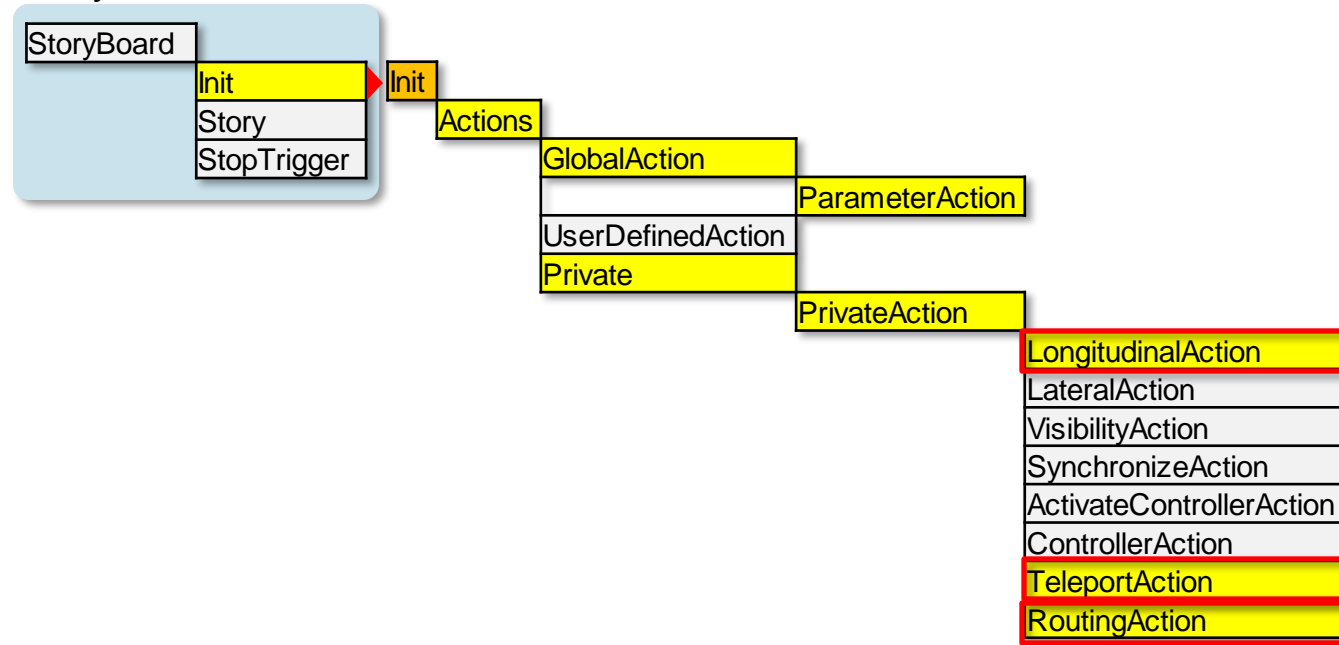 StoryBoard
Init
Init
Story
Actions
StopTrigger
GlobalAction
ParameterAction
UserDefinedAction
Private
PrivateAction
LongitudinalAction
LateralAction
VisibilityAction
SynchronizeAction
ActivateControllerAction
ControllerAction
TeleportAction
RoutingAction